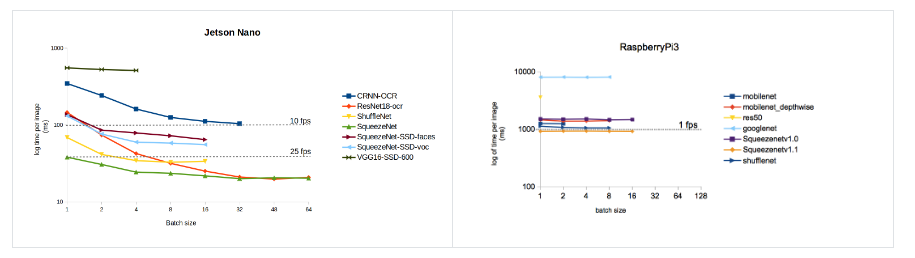 Jetson Nano
1000
100
10
log time per image
(ms)
10 fps
25 fps
1
2
4
8
16
32
48
64
Batch size
CRNN-OCR
ResNet18-ocr
ShuffleNet
SqueezeNet
SqueezeNet-SSD-faces
SqueezeNet-SSD-voc
VGG16-SSD-600
RaspberryPi3
10000
1000
100
log of time per image
(ms)
1 fps
1
2
4
8
16
32
64
128
batch size
mobilenet
mobilenet_depthwise
res50
googlenet
Squeezenetv1.0
Squeezenetv1.1
shufflenet